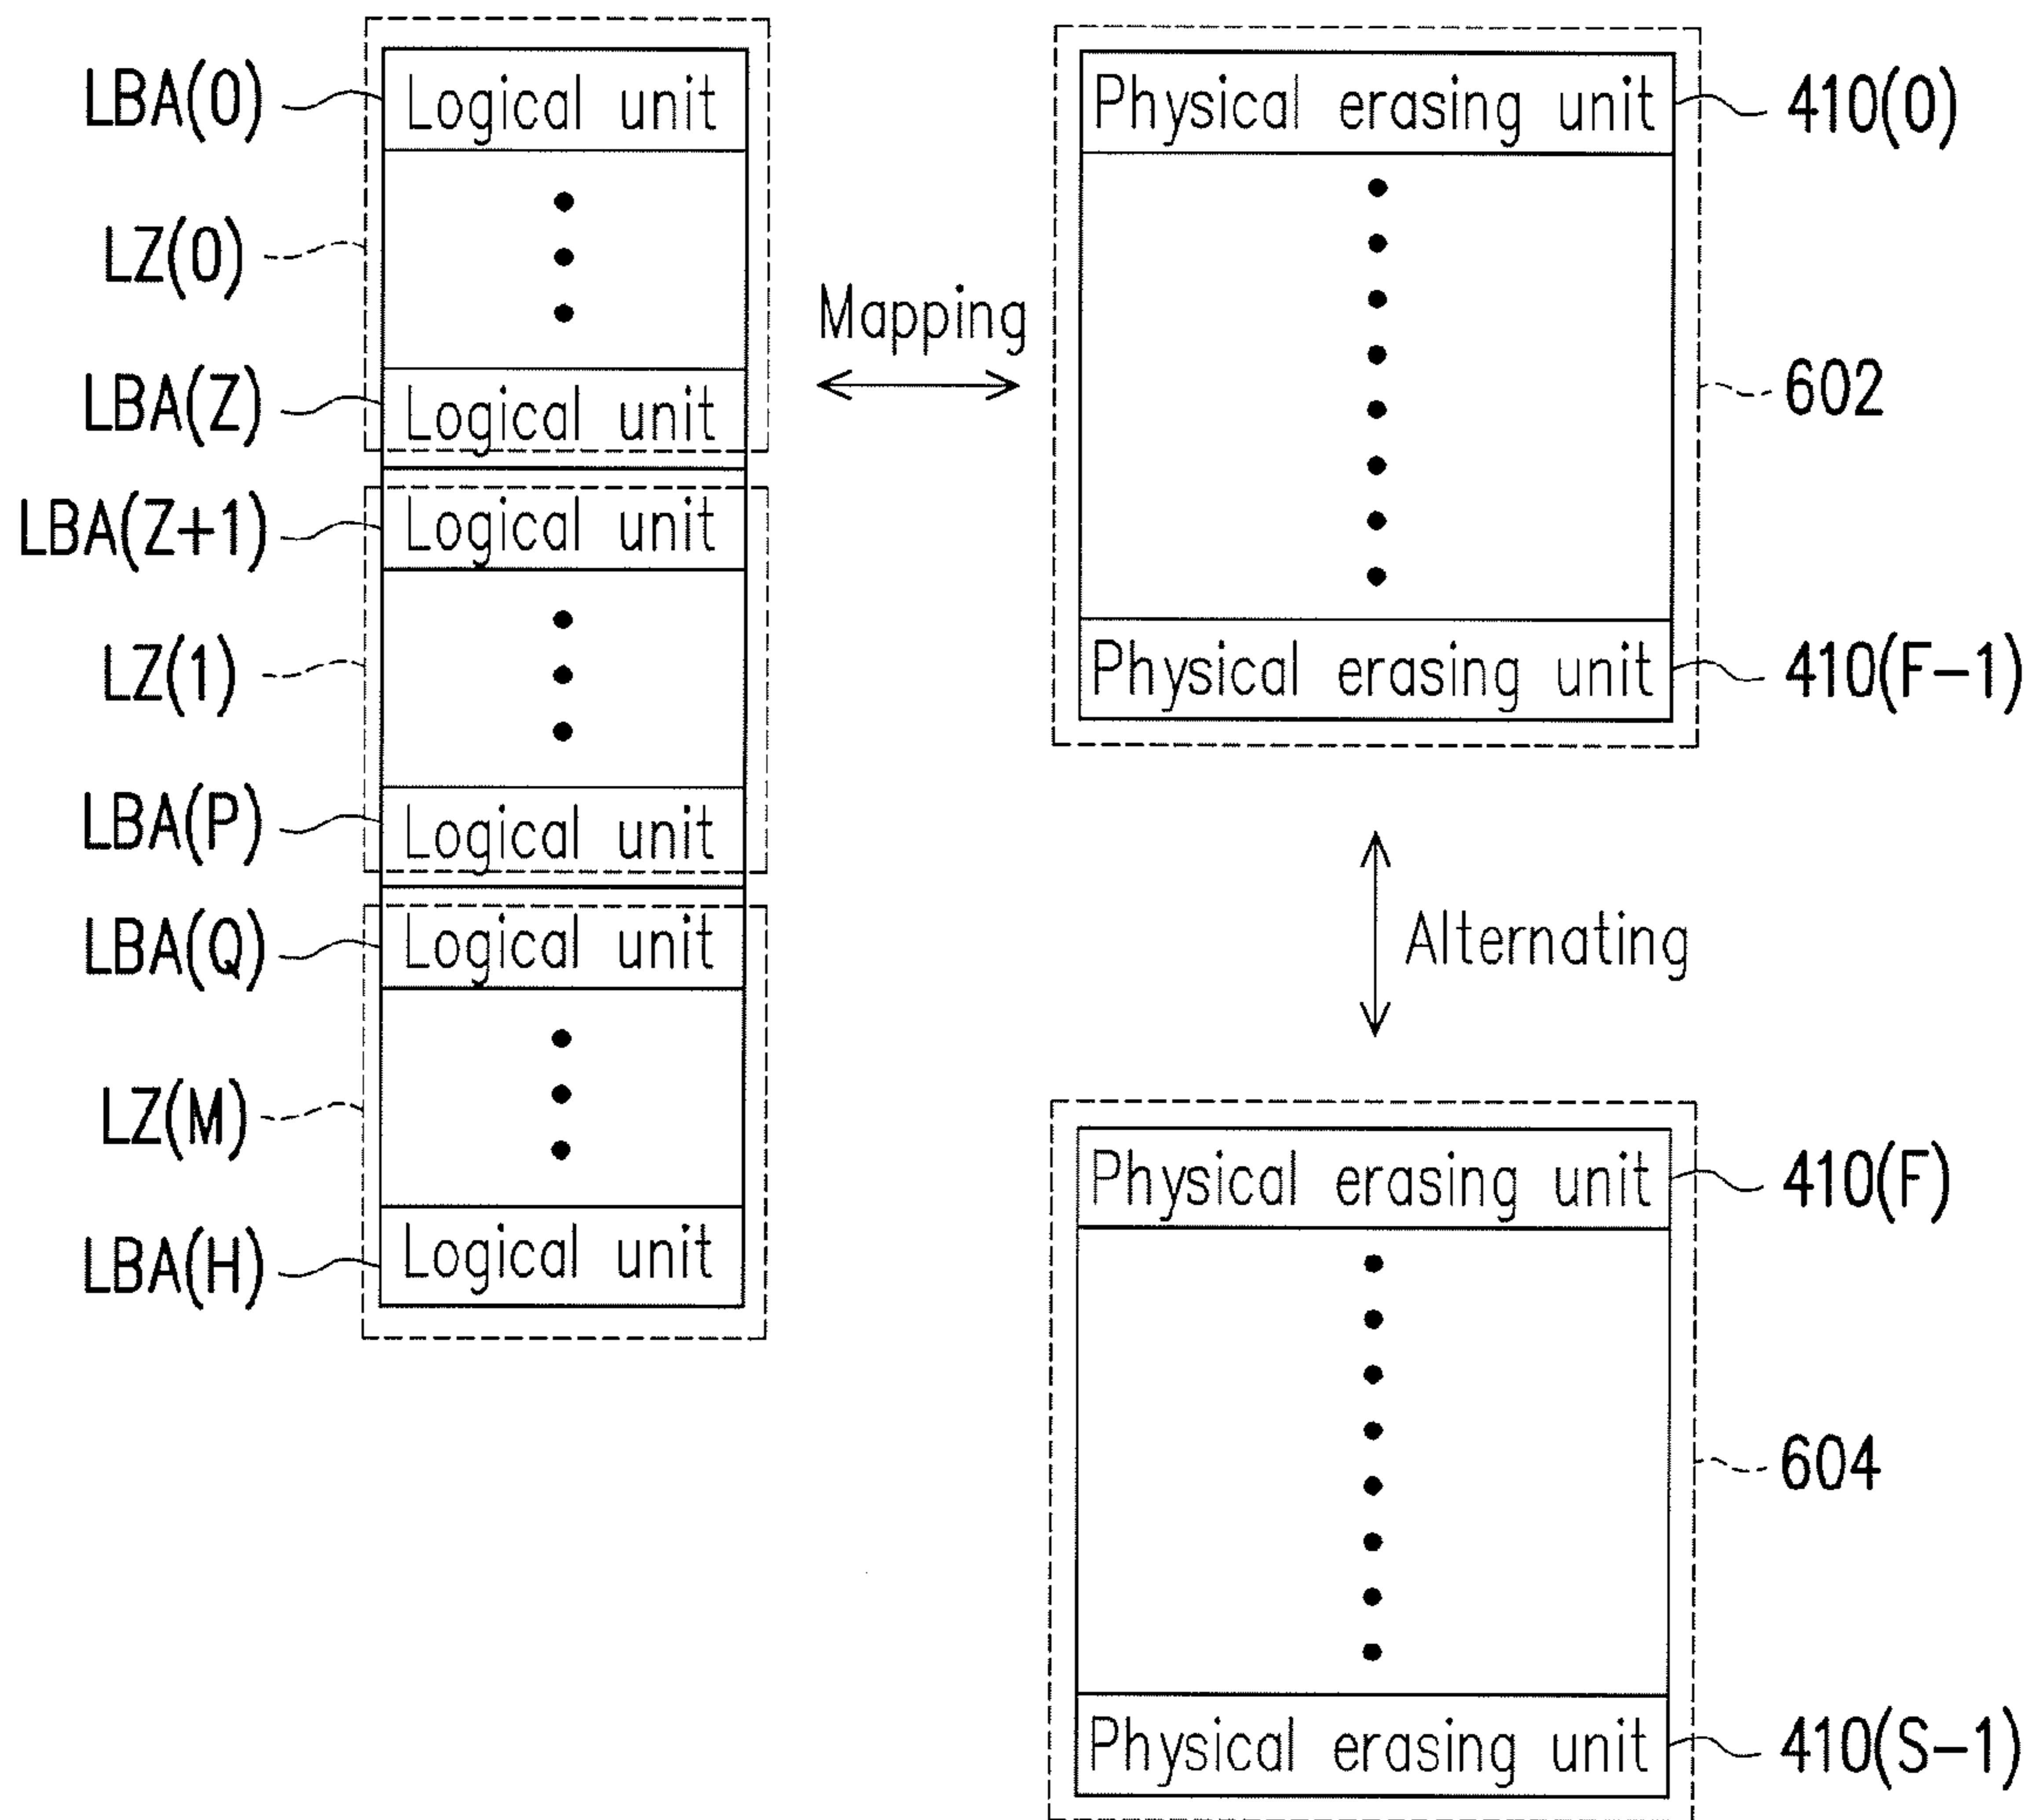 LBA(0)
Logical unit
LZ(0)
LBA(Z)
Logical unit
LBA(Z+1)
Logical unit
LZ(1)
LBA(P)
Logical unit
LBA(Q)
Logical unit
LZ(M)
LBA(H)
Logical unit
Mapping
Physical erasing unit
410(0)
602
Physical erasing unit
410(F-1)
Alternating
Physical erasing unit
410(F)
604
Physical erasing unit
410(S-1)